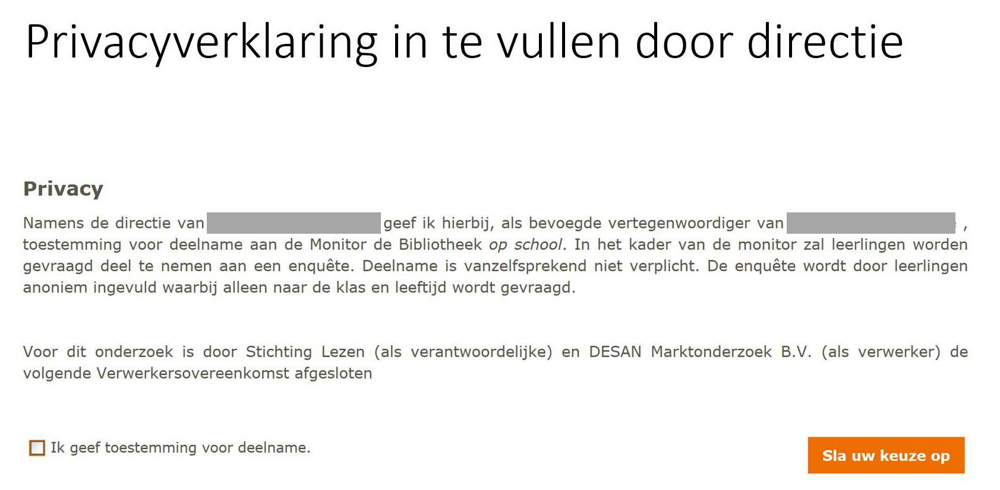 Privacyverklaring in te vullen door directie
Privacy
Namens de directie van geef ik hierbij, als bevoegde vertegenwoordiger van ,
toestemming voor deelname aan de Monitor de Bibliotheek op school. In het kader van de monitor zal leerlingen worden
gevraagd deel te nemen aan een enquête. Deelname is vanzelfsprekend niet verplicht. De enquête wordt door leerlingen
anoniem ingevuld waarbij alleen naar de klas en leeftijd wordt gevraagd.
Voor dit onderzoek is door Stichting Lezen (als verantwoordelijke) en DESAN Marktonderzoek B.V. (als verwerker) de
volgende Verwerkersovereenkomst afgesloten
Ik geef toestemming voor deelname.
Sla uw keuze op